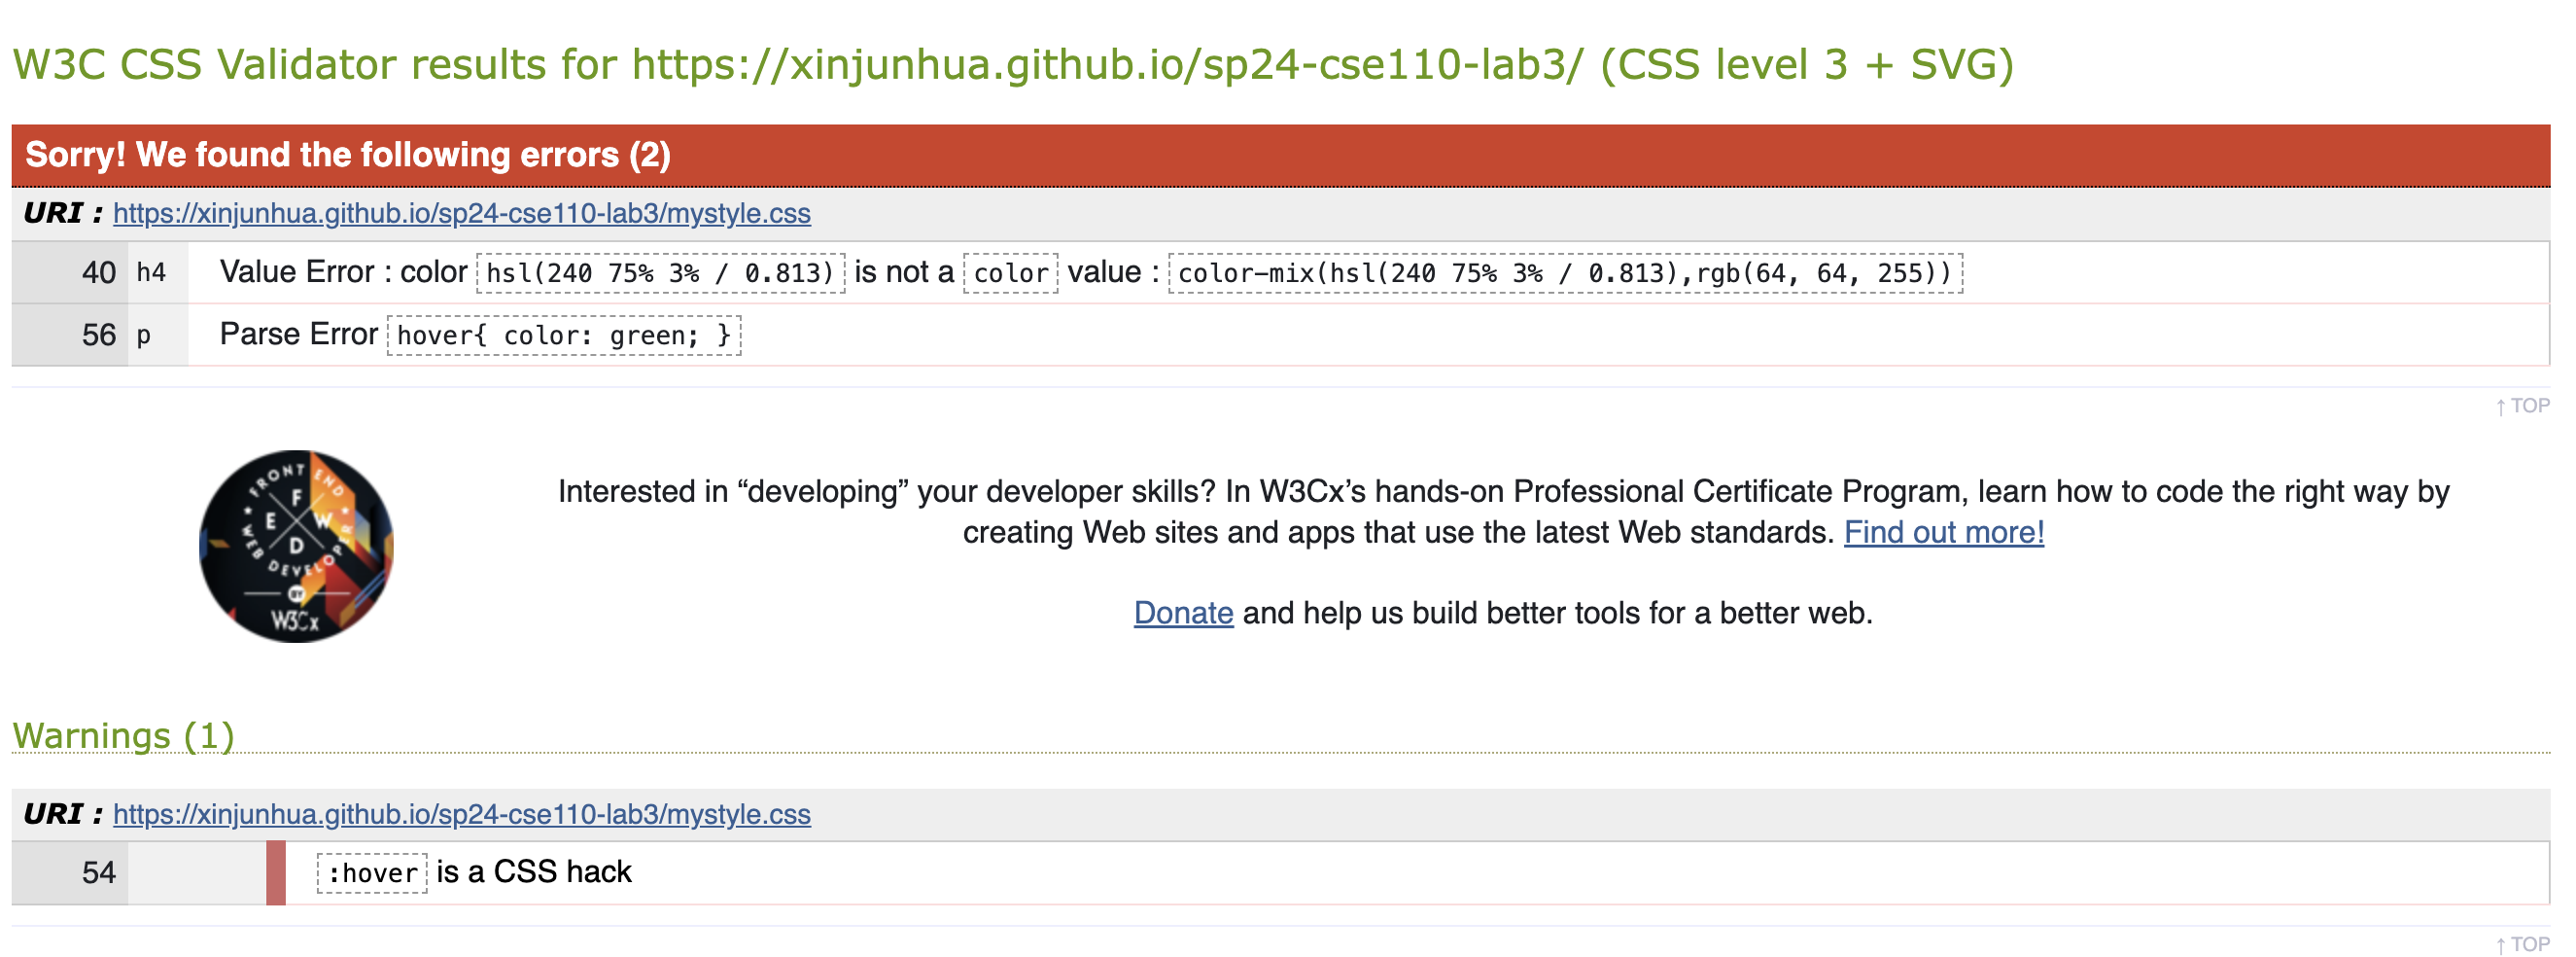 W3C CSS Validator results for https://xinjunhua.github.io/sp24-cse110-lab3/ (CSS level 3 + SVG)
Sorry! We found the following errors (2)
URI : https://xinjunhua.github.io/sp24-cse110-lab3/mystyle.css
40 h4 Value Error : color hsl(240 75% 3% / 0.813) is not a color value : color-mix(hsl(240 75% 3% / 0.813),rgb(64, 64, 255))
56 p Parse Error hover{ color: green; }
↑ TOP
FRONT END
WEB DEVELOPER
F
E W
D
BY
W3Cx
Interested in “developing” your developer skills? In W3Cx’s hands-on Professional Certificate Program, learn how to code the right way by
creating Web sites and apps that use the latest Web standards. Find out more!
Donate and help us build better tools for a better web.
Warnings (1)
URI : https://xinjunhua.github.io/sp24-cse110-lab3/mystyle.css
54 :hover is a CSS hack
↑ TOP